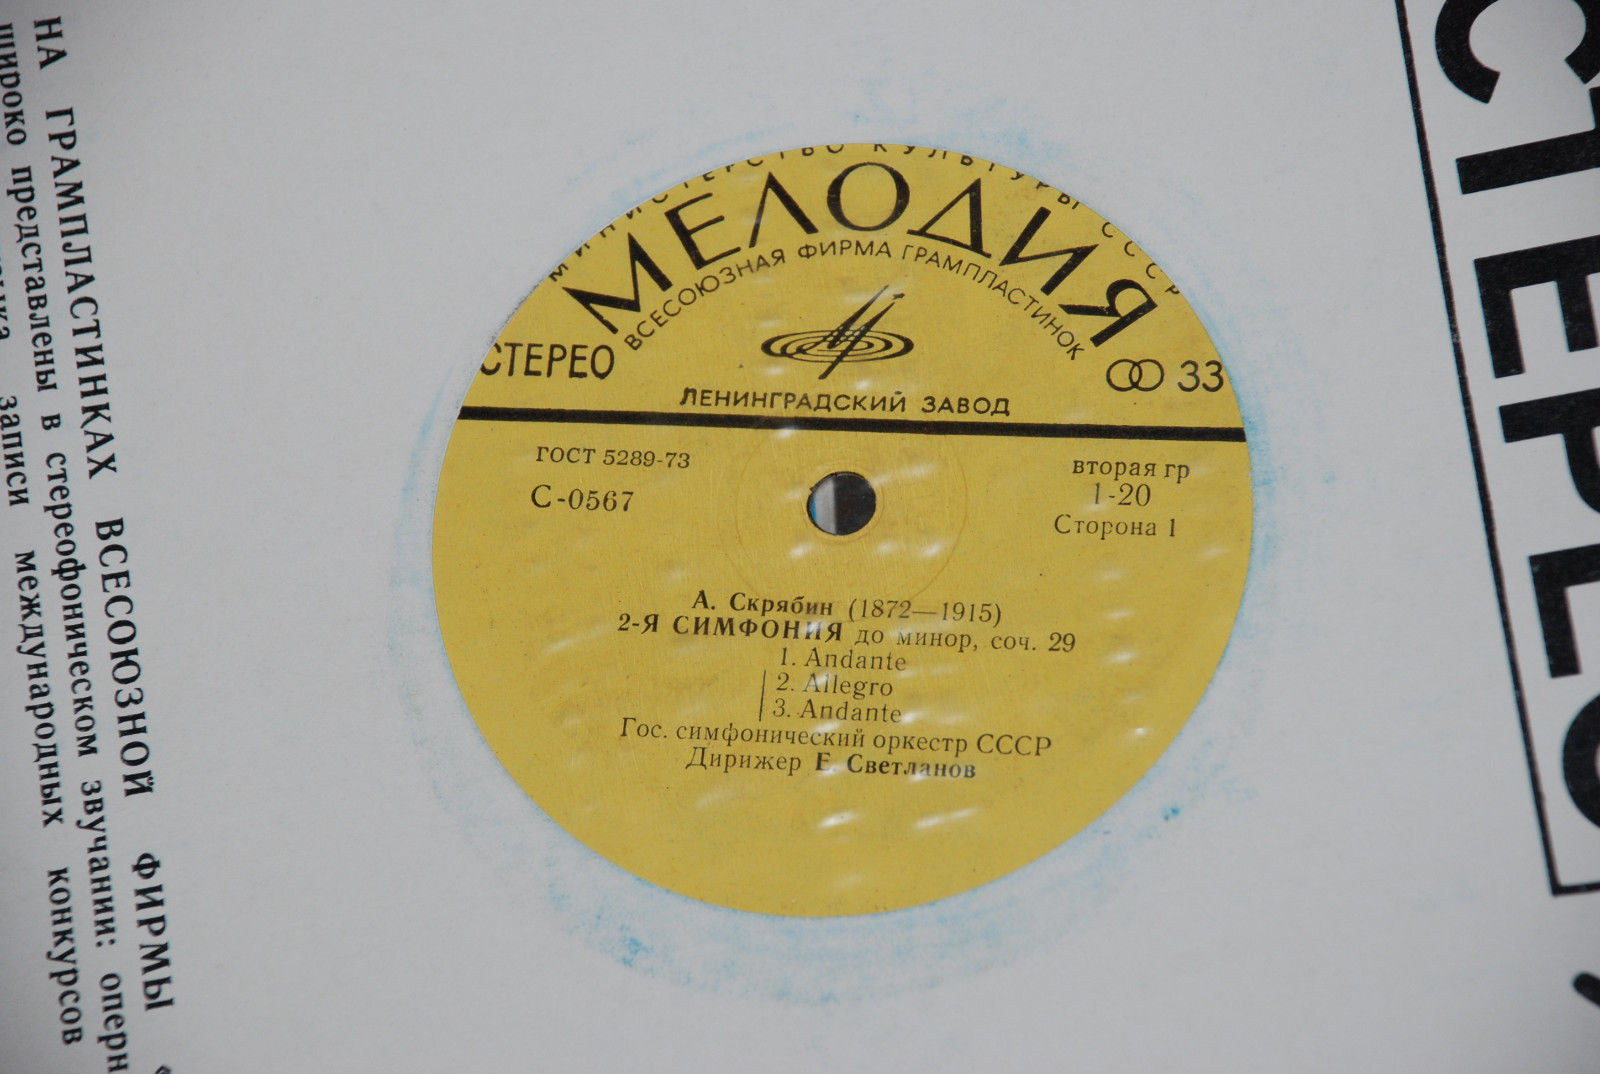 МИНИСТЕРСТВО КУЛЬТУРЫ СССР
МЕЛОДИЯ
ВСЕСОЮЗНАЯ ФИРМА ГРАМПЛАСТИНОК
СТЕРЕО
33
ЛЕНИНГРАДСКИЙ ЗАВОД
ГОСТ 5289-73
С-0567
вторая гр
1-20
Сторона 1
А. Скрябин (1872—1915)
2-Я СИМФОНИЯ до минор, соч. 29
1. Andante
2. Allegro
3. Andante
Гос. симфонический оркестр СССР
Дирижер Е. Светланов
НА ГРАМПЛАСТИНКАХ ВСЕСОЮЗНОЙ ФИРМЫ «
широко представлены в стереофоническом звучании: оперн
записи международных конкурсов
СТЕРЕО